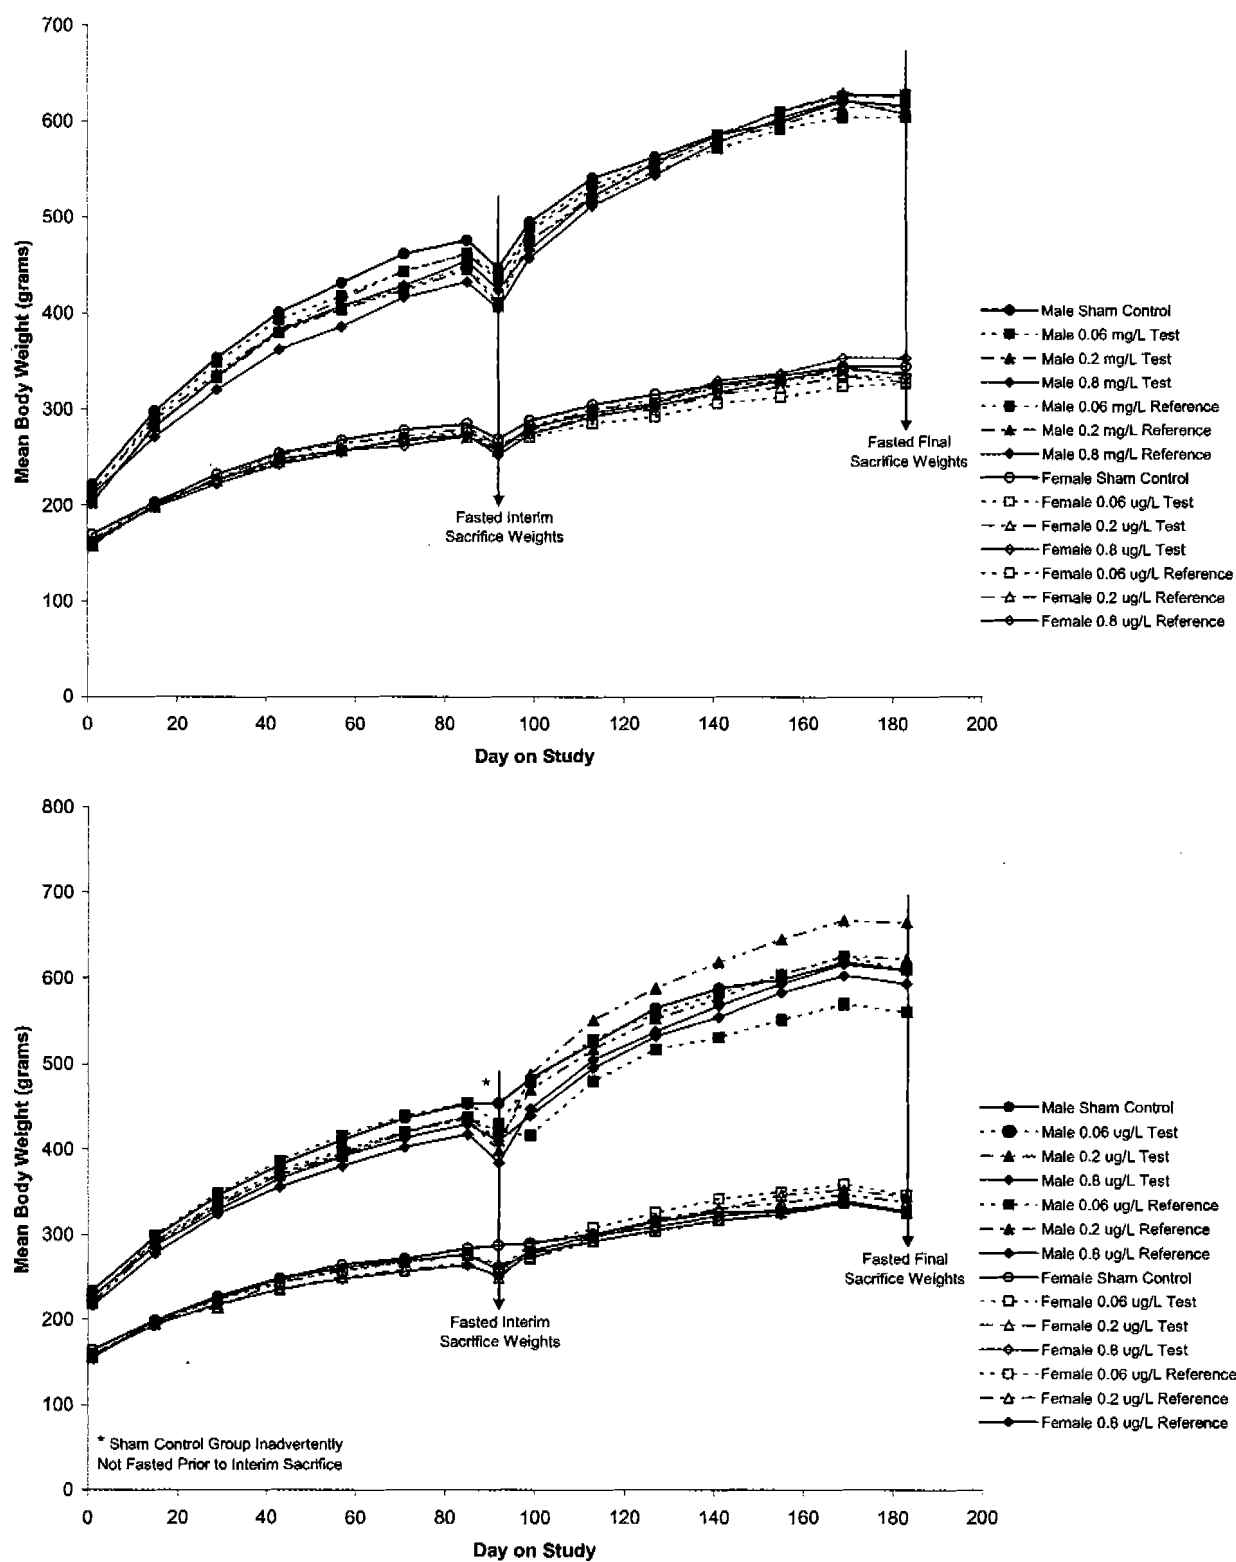 700
600
500
400
300
200
100
0
Mean Body Weight (grams)
0 20 40 60 80 100 120 140 160 180 200
Day on Study
Fasted Interim
Sacrifice Weights
Fasted Final
Sacrifice Weights
Male Sham Control
Male 0.06 mg/L Test
Male 0.2 mg/L Test
Male 0.8 mg/L Test
Male 0.06 mg/L Reference
Male 0.2 mg/L Reference
Male 0.8 mg/L Reference
Female Sham Control
Female 0.06 ug/L Test
Female 0.2 ug/L Test
Female 0.8 ug/L Test
Female 0.06 ug/L Reference
Female 0.2 ug/L Reference
Female 0.8 ug/L Reference
800
700
600
500
400
300
200
100
0
Mean Body Weight (grams)
*
Fasted Interim
Sacrifice Weights
Fasted Final
Sacrifice Weights
* Sham Control Group Inadvertently
Not Fasted Prior to Interim Sacrifice
0 20 40 60 80 100 120 140 160 180 200
Day on Study
Male Sham Control
Male 0.06 ug/L Test
Male 0.2 ug/L Test
Male 0.8 ug/L Test
Male 0.06 ug/L Reference
Male 0.2 ug/L Reference
Male 0.8 ug/L Reference
Female Sham Control
Female 0.06 ug/L Test
Female 0.2 ug/L Test
Female 0.8 ug/L Test
Female 0.06 ug/L Reference
Female 0.2 ug/L Reference
Female 0.8 ug/L Reference